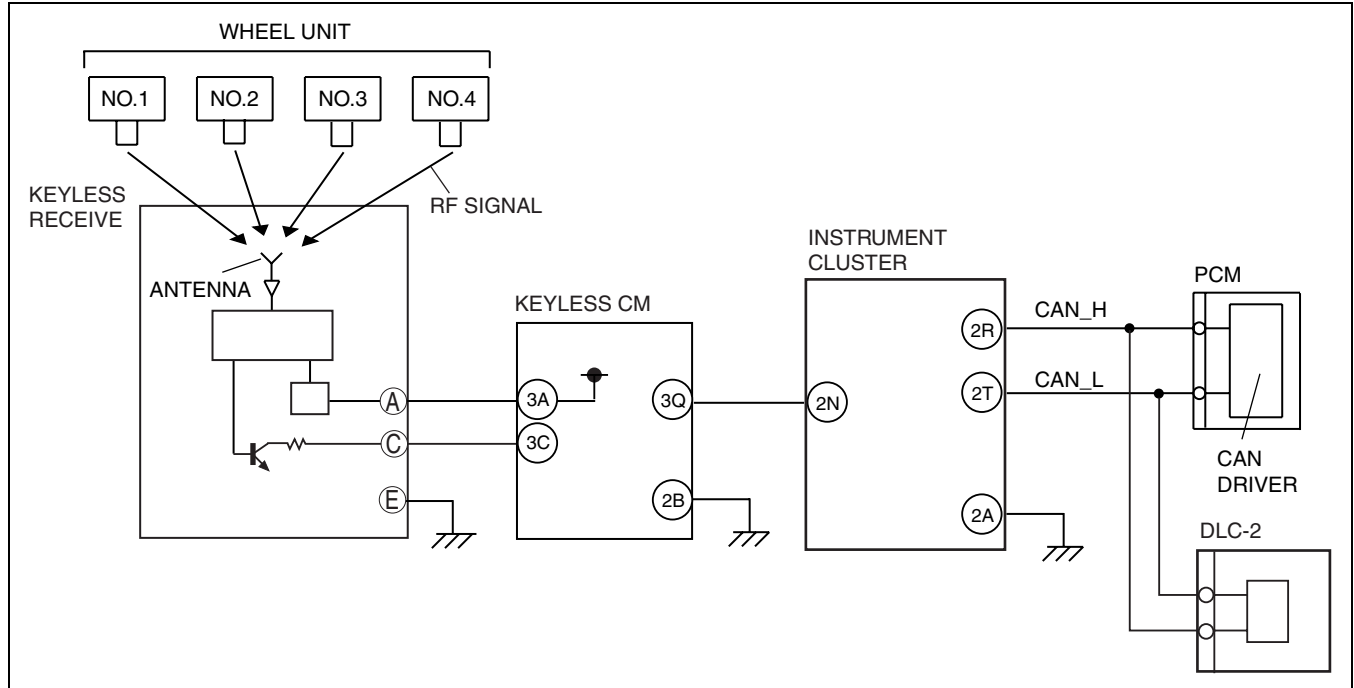 WHEEL UNIT
NO.1
NO.2
NO.3
NO.4
KEYLESS
RECEIVE
RF SIGNAL
ANTENNA
A
C
E
KEYLESS CM
3A
3C
3Q
2B
INSTRUMENT
CLUSTER
2N
2R
2T
2A
CAN_H
CAN_L
PCM
CAN
DRIVER
DLC-2